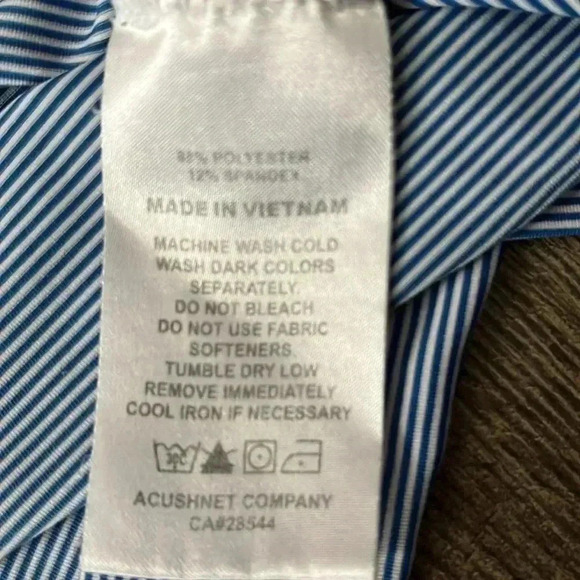 88% POLYESTER
12% SPANDEX
MADE IN VIETNAM
MACHINE WASH COLD
WASH DARK COLORS
SEPARATELY.
DO NOT BLEACH
DO NOT USE FABRIC
SOFTENERS.
TUMBLE DRY LOW
REMOVE IMMEDIATELY
COOL IRON IF NECESSARY
ACUSHNET COMPANY
CA#28544